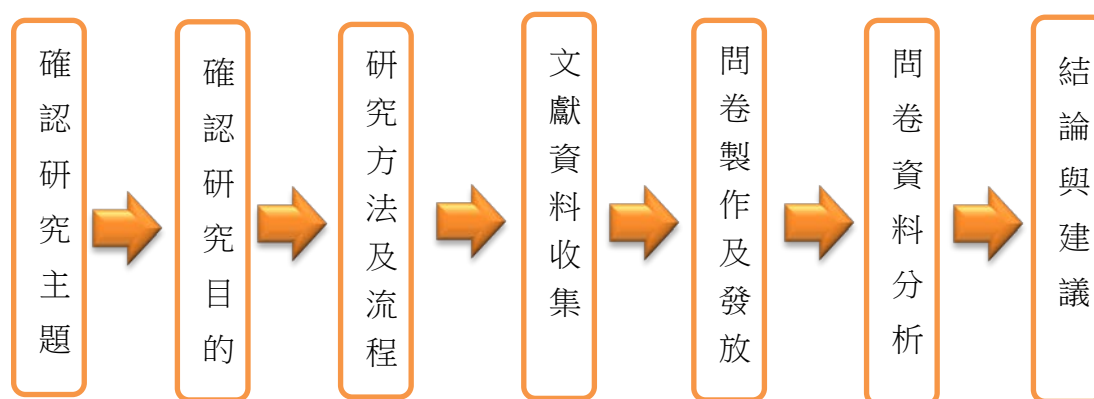 確認研究主題
確認研究目的
研究方法及流程
文獻資料收集
問卷製作及發放
問卷資料分析
結論與建議